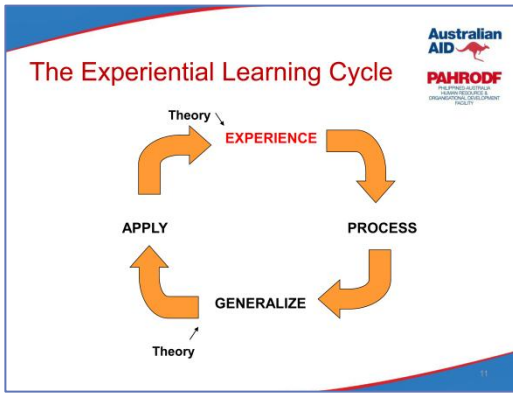 Australian
AID
The Experiential Learning Cycle
PAHRODF
PHILIPPINES-AUSTRALIA
HUMAN RESOURCE &
ORGANISATIONAL DEVELOPMENT
FACILITY
Theory
EXPERIENCE
APPLY
PROCESS
GENERALIZE
Theory
11